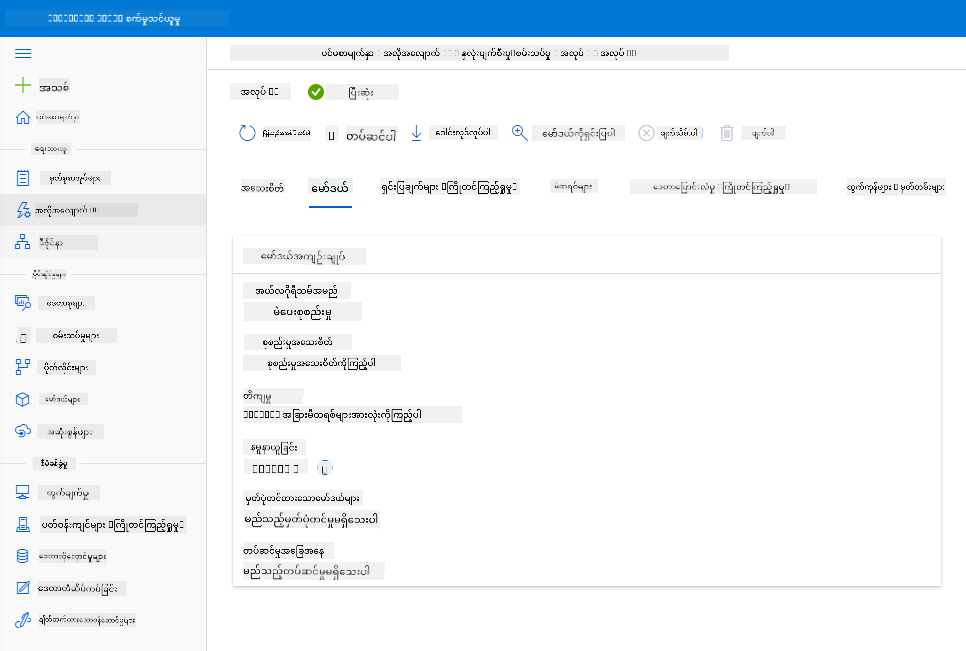 စက်မှုသင်ယူမှု
ပင်မစာမျက်နှာ အလိုအလျောက် နှလုံးပျက်စီးမှု စမ်းသပ်မှု အလုပ် အလုပ်
အလုပ်
ပြီးဆုံး
အသစ်
တပ်ဆင်ပါ
ဒေါင်းလုဒ်လုပ်ပါ
မော်ဒယ်ကိုရှင်းပြပါ
ဖျက်သိမ်းပါ
ဖျက်ပါ
ပင်မစာမျက်နှာ
ရေးသားသူ
မှတ်စုစာအုပ်များ
အလိုအလျောက်
ဒီဇိုင်နာ
အသေးစိတ်
မော်ဒယ်
ရှင်းပြချက်များ (ကြိုတင်ကြည့်ရှုမှု)
မီထရစ်များ
ဒေတာပြောင်းလဲမှု (ကြိုတင်ကြည့်ရှုမှု)
ထွက်ကုန်များ + မှတ်တမ်းများ
မော်ဒယ်အကျဉ်းချုပ်
အယ်လဂိုရီသမ်အမည်
မဲပေးစုစည်းမှု
စုစည်းမှုအသေးစိတ်
စုစည်းမှုအသေးစိတ်ကိုကြည့်ပါ
တိကျမှု
အခြားမီထရစ်များအားလုံးကိုကြည့်ပါ
နမူနာယူခြင်း
မှတ်ပုံတင်ထားသောမော်ဒယ်များ
မည်သည့်မှတ်ပုံတင်မှုမရှိသေးပါ
တပ်ဆင်မှုအခြေအနေ
မည်သည့်တပ်ဆင်မှုမရှိသေးပါ
ဒေတာစုများ
စမ်းသပ်မှုများ
ပိုက်လိုင်းများ
မော်ဒယ်များ
အဆုံးစွန်များ
စီမံခန့်ခွဲမှု
တွက်ချက်မှု
ပတ်ဝန်းကျင်များ (ကြိုတင်ကြည့်ရှုမှု)
ဒေတာသိုလှောင်မှုများ
ဒေတာတံဆိပ်ကပ်ခြင်း
ချိတ်ဆက်ထားသောဝန်ဆောင်မှုများ